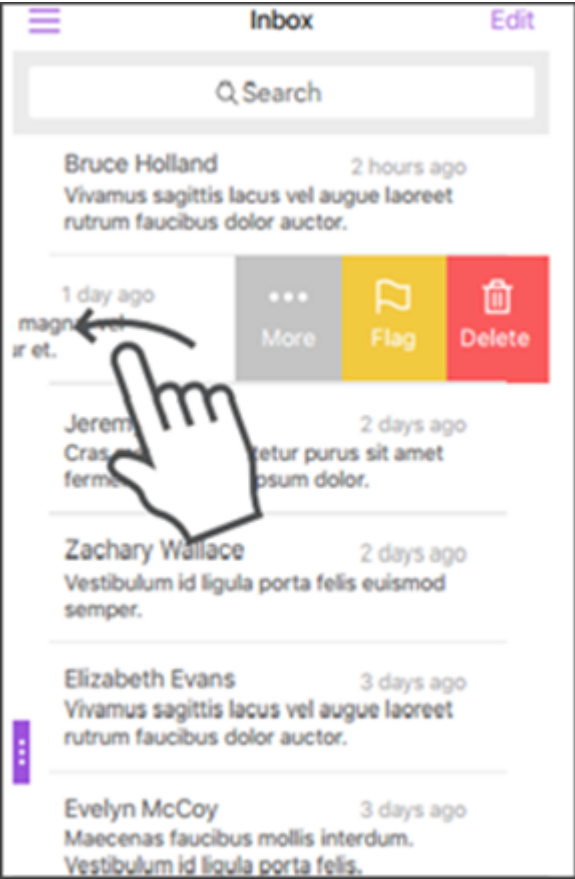 Inbox
Edit
Search
Bruce Holland
2 hours ago
Vivamus sagittis lacus vel augue laoreet
rutrum faucibus dolor auctor.
1 day ago
vel
et.
More
Flag
Delete
2 days ago
Cras tetur purus sit amet
psum dolor.
Zachary Wallace
2 days ago
Vestibulum id ligula porta felis euismod
semper.
Elizabeth Evans
3 days ago
Vivamus sagittis lacus vel augue laoreet
rutrum faucibus dolor auctor.
Evelyn McCoy
3 days ago
Maecenas faucibus mollis interdum.
Vestibulum id ligula porta felis.